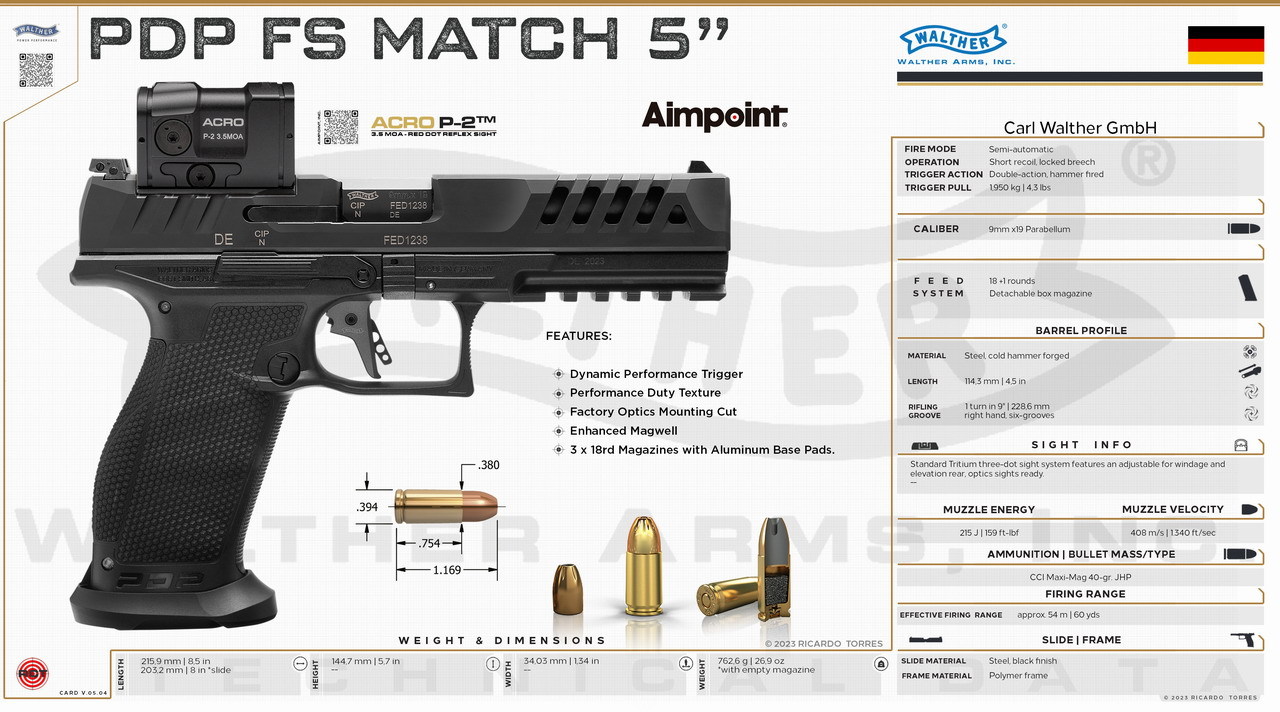 WALTHER
PDP FS MATCH 5”
WALTHER ®
WALTHER ARMS, INC.
ACRO
P-2 3.5MOA
ACRO P-2™
3.5 MOA - RED DOT REFLEX SIGHT
Aimpoint®
Carl Walther GmbH
FIRE MODE Semi-automatic
OPERATION Short recoil, locked breech
TRIGGER ACTION Double-action, hammer fired
TRIGGER PULL 1.950 kg | 4,3 lbs
CALIBER 9mm x19 Parabellum
FEED SYSTEM 18 +1 rounds
Detachable box magazine
BARREL PROFILE
MATERIAL Steel, cold hammer forged
LENGTH 114,3 mm | 4,5 in
RIFLING GROOVE 1 turn in 9" | 228,6 mm
right hand, six-grooves
SIGHT INFO
Standard Tritium three-dot sight system features an adjustable for windage and
elevation rear, optics sights ready.
—
MUZZLE ENERGY MUZZLE VELOCITY
215 J | 159 ft-lbf 408 m/s | 1.340 ft/sec
AMMUNITION | BULLET MASS/TYPE
CCI Maxi-Mag 40-gr. JHP
FIRING RANGE
EFFECTIVE FIRING RANGE approx. 54 m | 60 yds
SLIDE | FRAME
SLIDE MATERIAL Steel, black finish
FRAME MATERIAL Polymer frame
WALTHER
CIP
N
FED1238
DE
DE
CIP
N
FED1238
DE 2023
PDP
FEATURES:
Dynamic Performance Trigger
Performance Duty Texture
Factory Optics Mounting Cut
Enhanced Magwell
3 x 18rd Magazines with Aluminum Base Pads.
.380
.394
.754
1.169
WALTHER ARMS, INC
WEIGHT & DIMENSIONS
© 2023 RICARDO TORRES
LENGTH 215.9 mm | 8.5 in
203,2 mm | 8 in *slide
HEIGHT 144.7 mm | 5.7 in
—
WIDTH 34.03 mm | 1.34 in
—
WEIGHT 762,6 g | 26.9 oz
*with empty magazine
TECHNICAL DATA
RDT
CARD V.05.04
© 2023 RICARDO TORRES